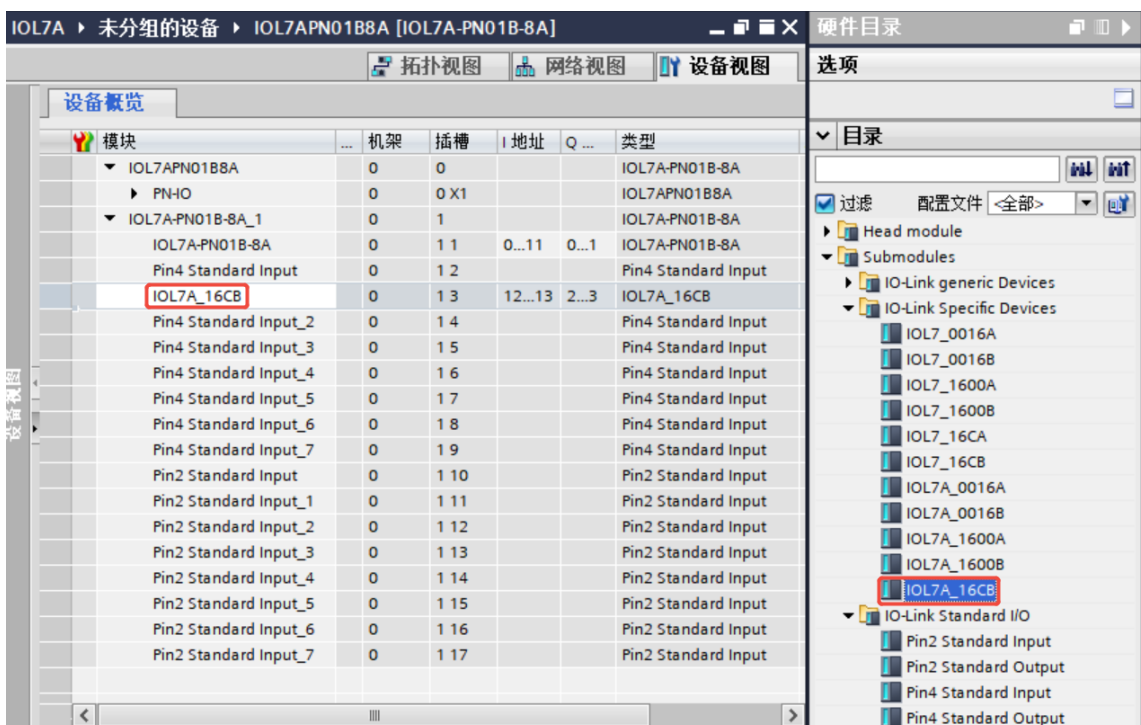 IOL7A ▸ 未分组的设备 ▸ IOL7APN01B8A [IOL7A-PN01B-8A]
拓扑视图 网络视图 设备视图
设备概览
模块 ... 机架 插槽 I 地址 Q ... 类型
IOL7APN01B8A 0 0 IOL7A-PN01B-8A
PN-IO 0 0 X1 IOL7APN01B8A
IOL7A-PN01B-8A_1 0 1 IOL7A-PN01B-8A
IOL7A-PN01B-8A 0 1 1 0...11 0...1 IOL7A-PN01B-8A
Pin4 Standard Input 0 1 2 Pin4 Standard Input
IOL7A_16CB 0 1 3 12...13 2...3 IOL7A_16CB
Pin4 Standard Input_2 0 1 4 Pin4 Standard Input
Pin4 Standard Input_3 0 1 5 Pin4 Standard Input
Pin4 Standard Input_4 0 1 6 Pin4 Standard Input
Pin4 Standard Input_5 0 1 7 Pin4 Standard Input
Pin4 Standard Input_6 0 1 8 Pin4 Standard Input
Pin4 Standard Input_7 0 1 9 Pin4 Standard Input
Pin2 Standard Input 0 1 10 Pin2 Standard Input
Pin2 Standard Input_1 0 1 11 Pin2 Standard Input
Pin2 Standard Input_2 0 1 12 Pin2 Standard Input
Pin2 Standard Input_3 0 1 13 Pin2 Standard Input
Pin2 Standard Input_4 0 1 14 Pin2 Standard Input
Pin2 Standard Input_5 0 1 15 Pin2 Standard Input
Pin2 Standard Input_6 0 1 16 Pin2 Standard Input
Pin2 Standard Input_7 0 1 17 Pin2 Standard Input
设备视图
硬件目录
选项
目录
过滤 配置文件 <全部>
Head module
Submodules
IO-Link generic Devices
IO-Link Specific Devices
IOL7_0016A
IOL7_0016B
IOL7_1600A
IOL7_1600B
IOL7_16CA
IOL7_16CB
IOL7A_0016A
IOL7A_0016B
IOL7A_1600A
IOL7A_1600B
IOL7A_16CB
IO-Link Standard I/O
Pin2 Standard Input
Pin2 Standard Output
Pin4 Standard Input
Pin4 Standard Output